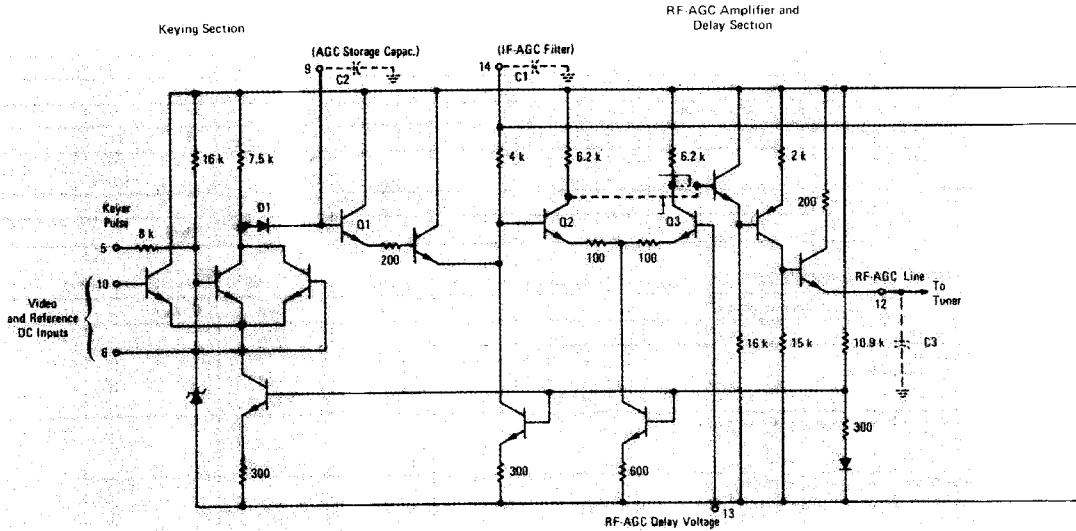 RF-AGC Amplifier and
Delay Section
Keying Section
(AGC Storage Capac.)
9
C2
(IF-AGC Filter)
14
C1
16 k
7.5 k
4 k
6.2 k
6.2 k
2 k
Keyer
Pulse
5
8 k
D1
Q1
200
Q2
Q3
200
100
100
10
Video
and Reference
DC Inputs
6
RF-AGC Line
To
Tuner
12
16 k
15 k
10.9 k
C3
300
300
600
300
RF-AGC Delay Voltage
13